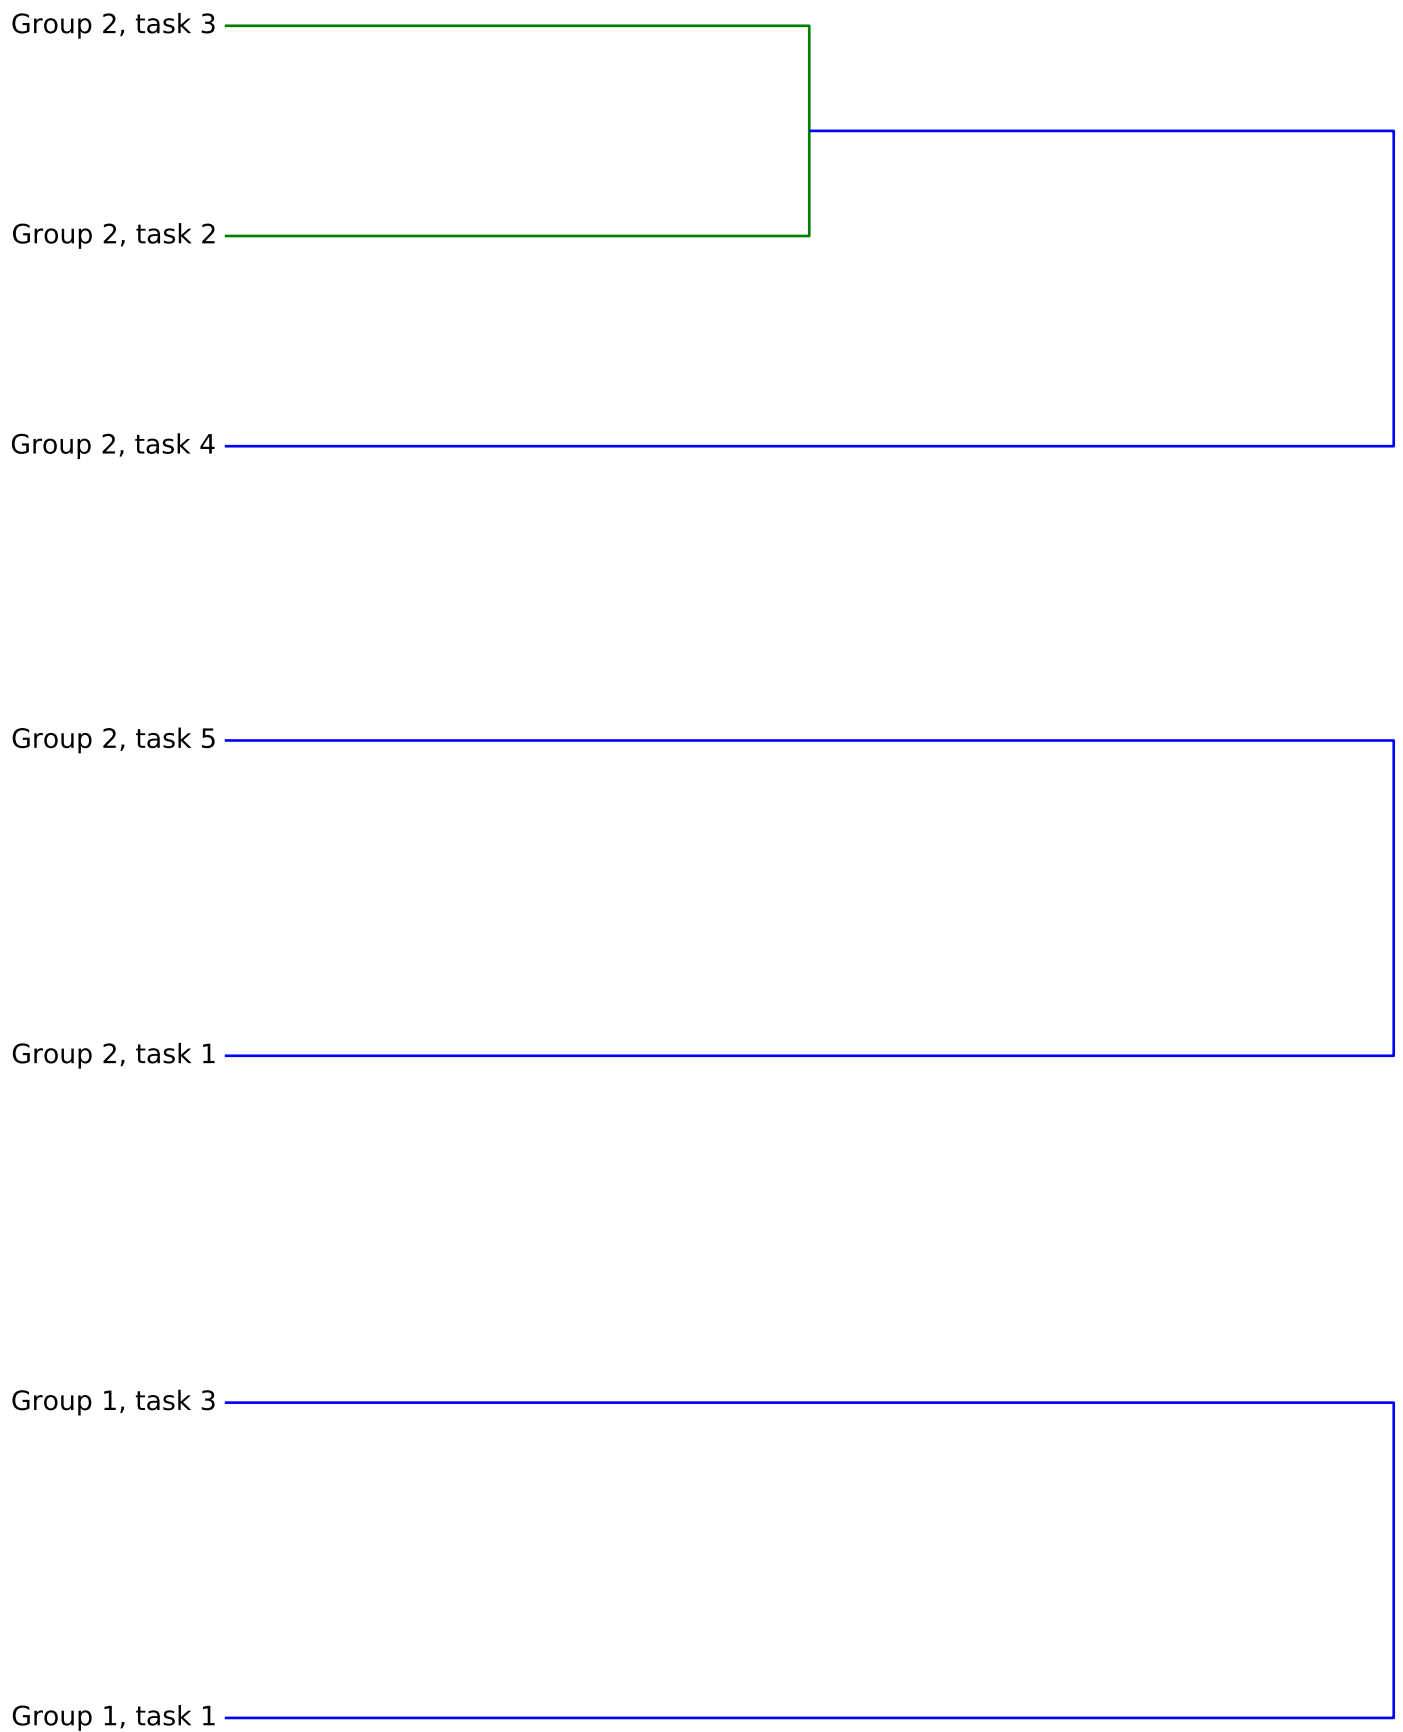 Group 2, task 3
Group 2, task 2
Group 2, task 4
Group 2, task 5
Group 2, task 1
Group 1, task 3
Group 1, task 1